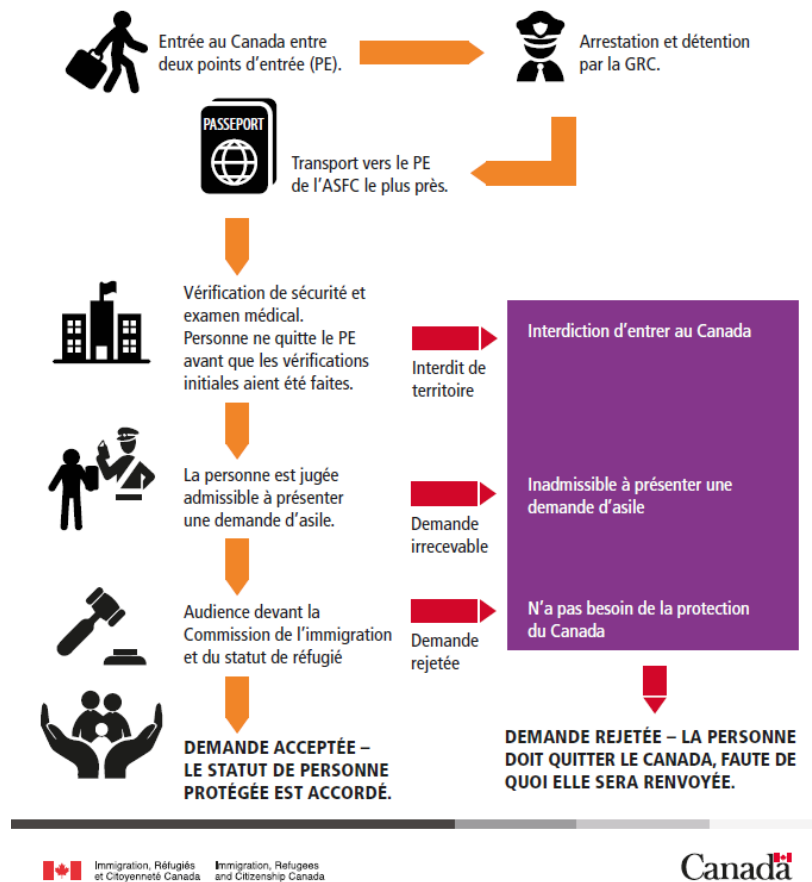 Entrée au Canada entre
deux points d'entrée (PE).
Arrestation et détention
par la GRC.
PASSEPORT
Transport vers le PE
de l'ASFC le plus près.
Vérification de sécurité et
examen médical.
Personne ne quitte le PE
avant que les vérifications
initiales aient été faites.
Interdit de
territoire
Interdiction d'entrer au Canada
La personne est jugée
admissible à présenter
une demande d'asile.
Demande
irrecevable
Inadmissible à présenter une
demande d'asile
Audience devant la
Commission de l'immigration
et du statut de réfugié
Demande
rejetée
N'a pas besoin de la protection
du Canada
DEMANDE ACCEPTÉE –
LE STATUT DE PERSONNE
PROTÉGÉE EST ACCORDÉ.
DEMANDE REJETÉE – LA PERSONNE
DOIT QUITTER LE CANADA, FAUTE DE
QUOI ELLE SERA RENVOYÉE.
Immigration, Réfugiés
et Citoyenneté Canada
Immigration, Refugees
and Citizenship Canada
Canada